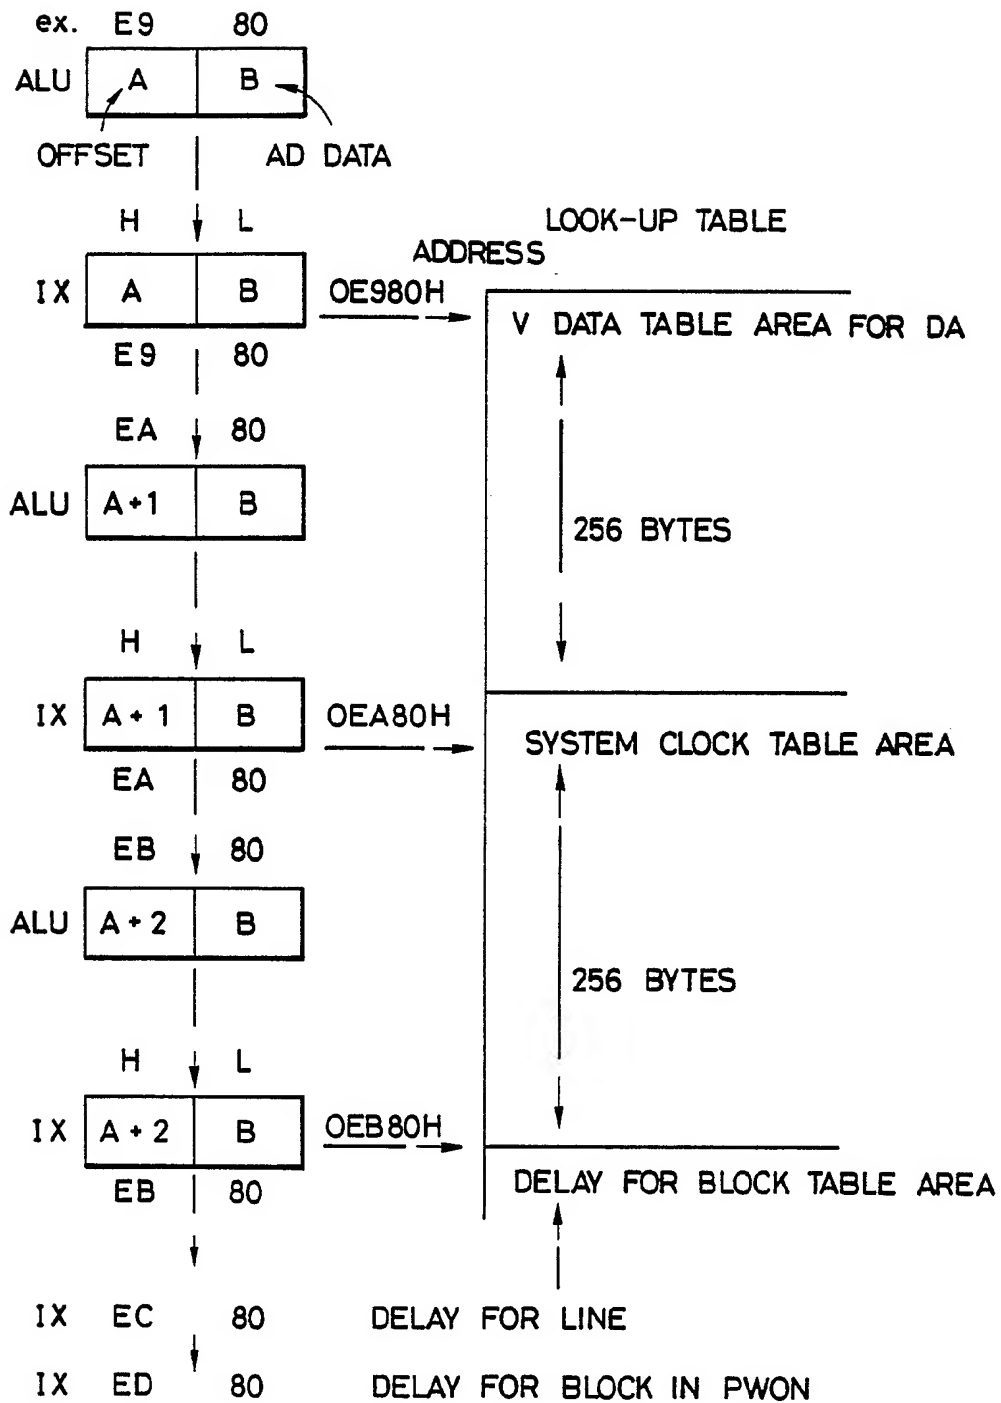 ex. E9 80
ALU A B
OFFSET AD DATA
H L LOOK-UP TABLE
ADDRESS
IX A B OE980H
V DATA TABLE AREA FOR DA
E9 80
EA 80
ALU A+1 B
256 BYTES
H L
IX A+1 B OEA80H
SYSTEM CLOCK TABLE AREA
EA 80
EB 80
ALU A+2 B
256 BYTES
H L
IX A+2 B OEB80H
DELAY FOR BLOCK TABLE AREA
EB 80
IX EC 80 DELAY FOR LINE
IX ED 80 DELAY FOR BLOCK IN PWON